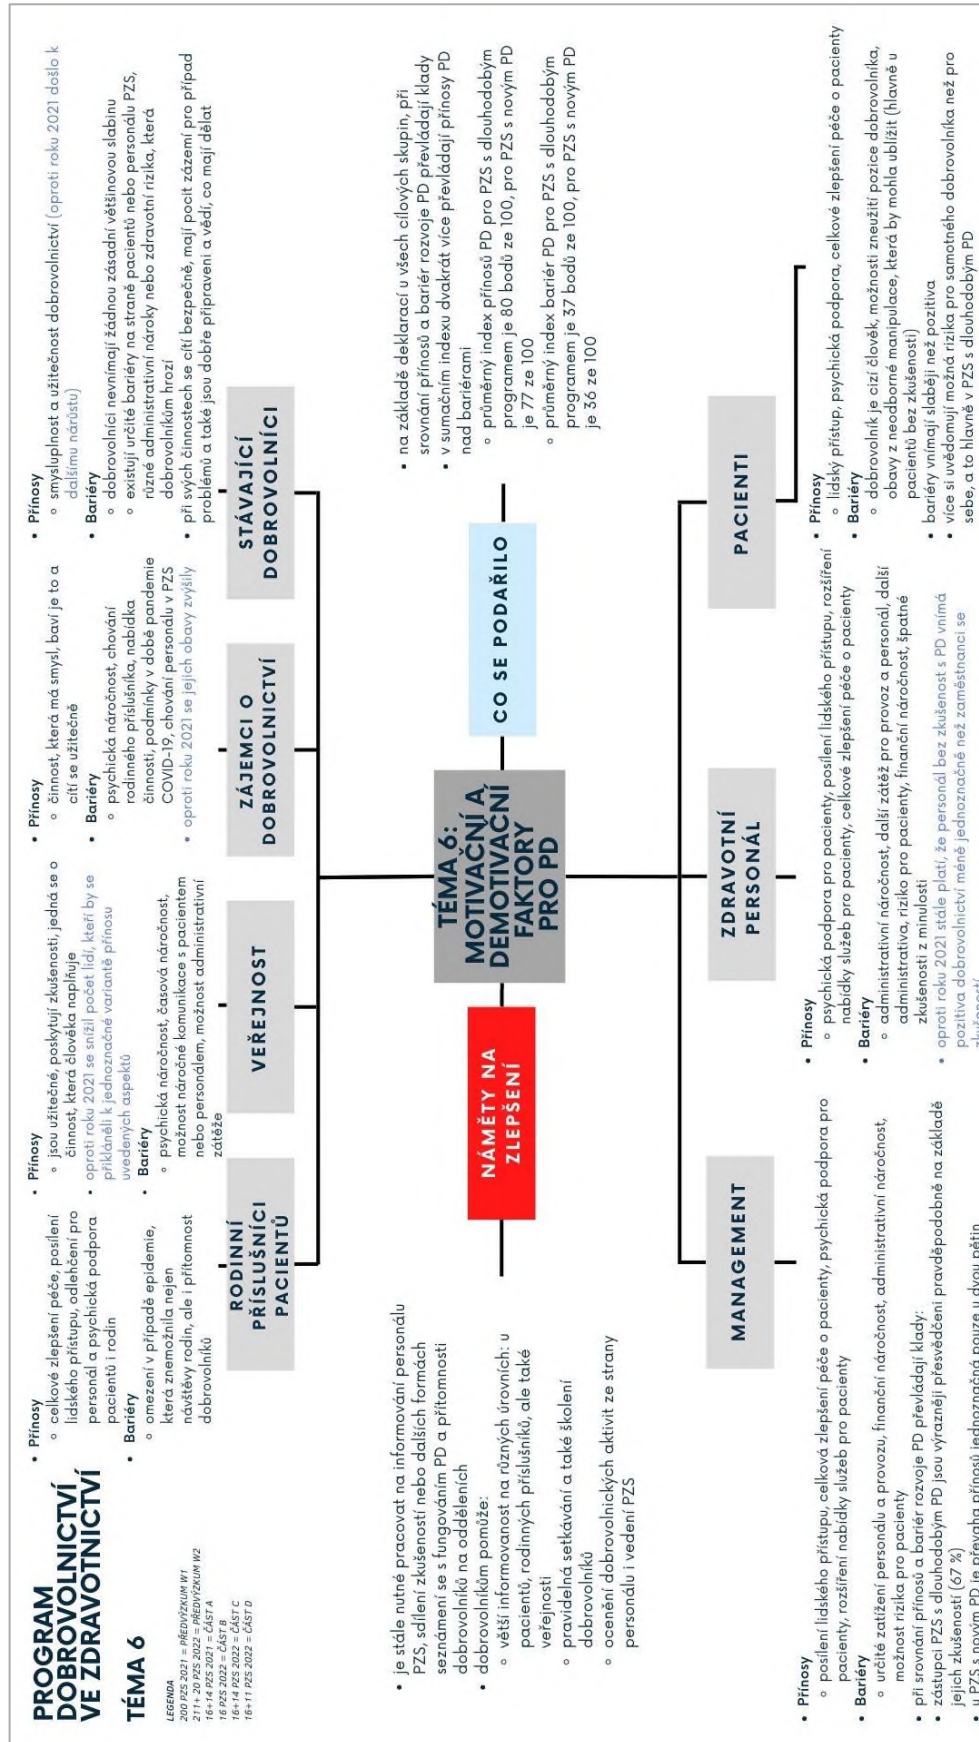 PROGRAM
DOBROVOLNICTVÍ
VE ZDRAVOTNICTVÍ
TÉMA 6
LEGENDA
200 PZS 2021 = PŘEDVÝZKUM W1
211+ 20 PZS 2022 = PŘEDVÝZKUM W2
16+14 PZS 2021 = ČÁST A
16 PZS 2022 = ČÁST B
16+14 PZS 2022 = ČÁST C
16+11 PZS 2022 = ČÁST D
• Přínosy
○ celkové zlepšení péče, posílení
lidského přístupu, odlehčení pro
personál a psychická podpora
pacientů i rodin
• Bariéry
○ omezení v případě epidemie,
která znemožnila nejen
návštěvy rodin, ale i přítomnost
dobrovolníků
RODINNÍ
PŘÍSLUŠNÍCI
PACIENTŮ
• Přínosy
○ jsou užitečné, poskytují zkušenosti, jedná se o
činnost, která člověka naplňuje
• oproti roku 2021 se snížil počet lidí, kteří by se
přikláněli k jednoznačné variantě přínosu
uvedených aspektů
• Bariéry
○ psychická náročnost, časová náročnost,
možnost náročné komunikace s pacientem
nebo personálem, možnost administrativní
zátěže
VEŘEJNOST
• Přínosy
○ činnost, která má smysl, baví je to a
cítí se užitečně
• Bariéry
○ psychická náročnost, chování
rodinného příslušníka, nabídka
činností, podmínky v době pandemie
COVID-19, chování personálu v PZS
• oproti roku 2021 se jejich obavy zvýšily
ZÁJEMCI O
DOBROVOLNICTVÍ
• Přínosy
○ smysluplnost a užitečnost dobrovolnictví (oproti roku 2021 došlo k
dalšímu nárůstu)
• Bariéry
○ dobrovolníci nevnímají žádnou zásadní většinovou slabinu
○ existují určité bariéry na straně pacientů nebo personálu PZS,
různé administrativní nároky nebo zdravotní rizika, která
dobrovolníkům hrozí
• při svých činnostech se cítí bezpečně, mají pocit zázemí pro případ
problémů a také jsou dobře připraveni a vědí, co mají dělat
STÁVAJÍCÍ
DOBROVOLNÍCI
• je stále nutné pracovat na informování personálu
PZS, sdílení zkušeností nebo dalších formách
seznámení se s fungováním PD a přítomnosti
dobrovolníků na odděleních
• dobrovolníkům pomůže:
○ větší informovanost na různých úrovních: u
pacientů, rodinných příslušníků, ale také
veřejnosti
○ pravidelná setkávání a také školení
dobrovolníků
○ ocenění dobrovolnických aktivit ze strany
personálu i vedení PZS
NÁMĚTY NA
ZLEPŠENÍ
TÉMA 6:
MOTIVAČNÍ A
DEMOTIVAČNÍ
FAKTORY
PRO PD
CO SE PODAŘILO
• na základě deklarací u všech cílových skupin, při
srovnání přínosů a bariér rozvoje PD převládají klady
• v sumačním indexu dvakrát více převládají přínosy PD
nad bariérami
○ průměrný index přínosů PD pro PZS s dlouhodobým
programem je 80 bodů ze 100, pro PZS s novým PD
je 77 ze 100
○ průměrný index bariér PD pro PZS s dlouhodobým
programem je 37 bodů ze 100, pro PZS s novým PD
je 36 ze 100
MANAGEMENT
• Přínosy
○ posílení lidského přístupu, celková zlepšení péče o pacienty, psychická podpora pro
pacienty, rozšíření nabídky služeb pro pacienty
• Bariéry
○ určité zatížení personálu a provozu, finanční náročnost, administrativní náročnost,
možnost rizika pro pacienty
• při srovnání přínosů a bariér rozvoje PD převládají klady:
• zástupci PZS s dlouhodobým PD jsou výrazněji přesvědčeni pravděpodobně na základě
jejich zkušeností (67 %)
• u PZS s novým PD je převaha přínosů jednoznačná pouze u dvou pětin
ZDRAVOTNÍ
PERSONÁL
• Přínosy
○ psychická podpora pro pacienty, posílení lidského přístupu, rozšíření
nabídky služeb pro pacienty, celkové zlepšení péče o pacienty
• Bariéry
○ administrativní náročnost, další zátěž pro provoz a personál, další
administrativa, riziko pro pacienty, finanční náročnost, špatné
zkušenosti z minulosti
• oproti roku 2021 stále platí, že personál bez zkušenost s PD vnímá
pozitiva dobrovolnictví méně jednoznačně než zaměstnanci se
zkušeností
PACIENTI
• Přínosy
○ lidský přístup, psychická podpora, celkové zlepšení péče o pacienty
• Bariéry
○ dobrovolník je cizí člověk, možnosti zneužití pozice dobrovolníka,
obavy z neodborné manipulace, která by mohla ublížit (hlavně u
pacientů bez zkušenosti)
• bariéry vnímají slaběji než pozitiva
• více si uvědomují možná rizika pro samotného dobrovolníka než pro
sebe, a to hlavně v PZS s dlouhodobým PD